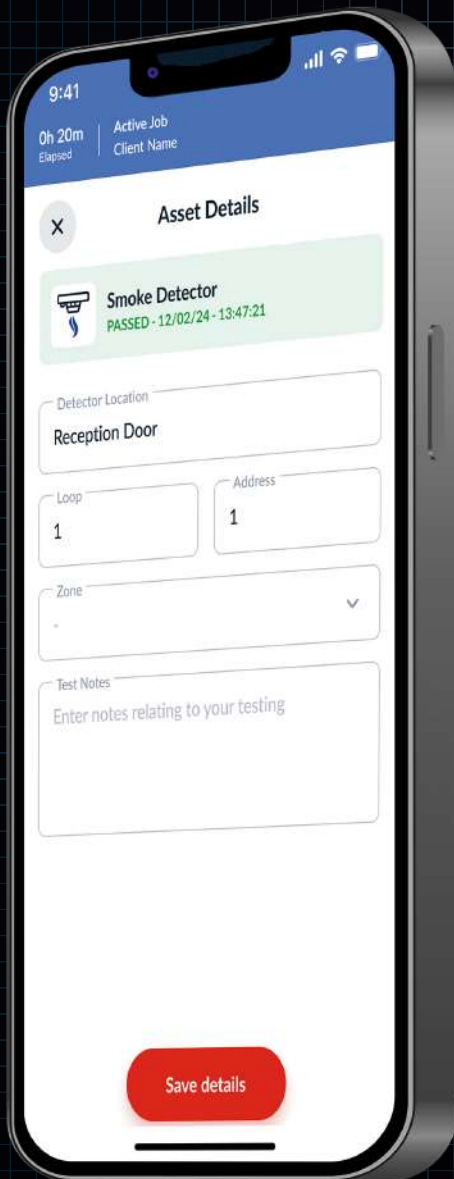 9:41
0h 20m
Elapsed
Active Job
Client Name
Asset Details
Smoke Detector
PASSED - 12/02/24 - 13:47:21
Detector Location
Reception Door
Loop
1
Address
1
Zone
-
Test Notes
Enter notes relating to your testing
Save details